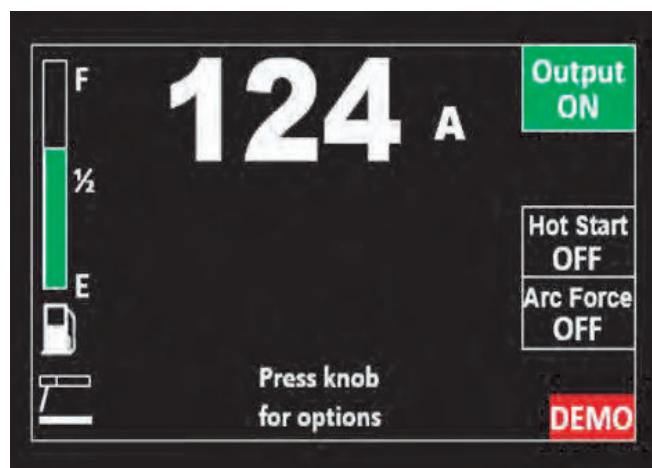 F
124 A
Output
ON
½
Hot Start
OFF
E
Arc Force
OFF
Press knob
for options
DEMO